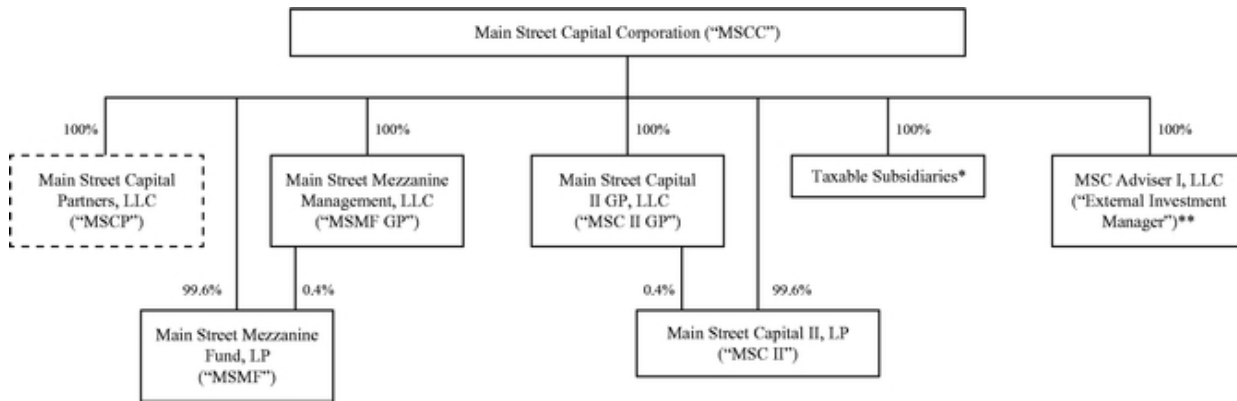 Main Street Capital Corporation (“MSCC”)
100%
100%
100%
100%
100%
Main Street Capital
Partners, LLC
(“MSCP”)
Main Street Mezzanine
Management, LLC
(“MSMF GP”)
Main Street Capital
II GP, LLC
(“MSC II GP”)
Taxable Subsidiaries*
MSC Adviser I, LLC
(“External Investment
Manager”)**
99.6%
0.4%
0.4%
99.6%
Main Street Mezzanine
Fund, LP
(“MSMF”)
Main Street Capital II, LP
(“MSC II”)